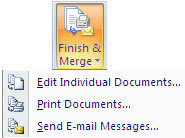 Finish &
Merge
Edit Individual Documents...
Print Documents...
Send E-mail Messages...